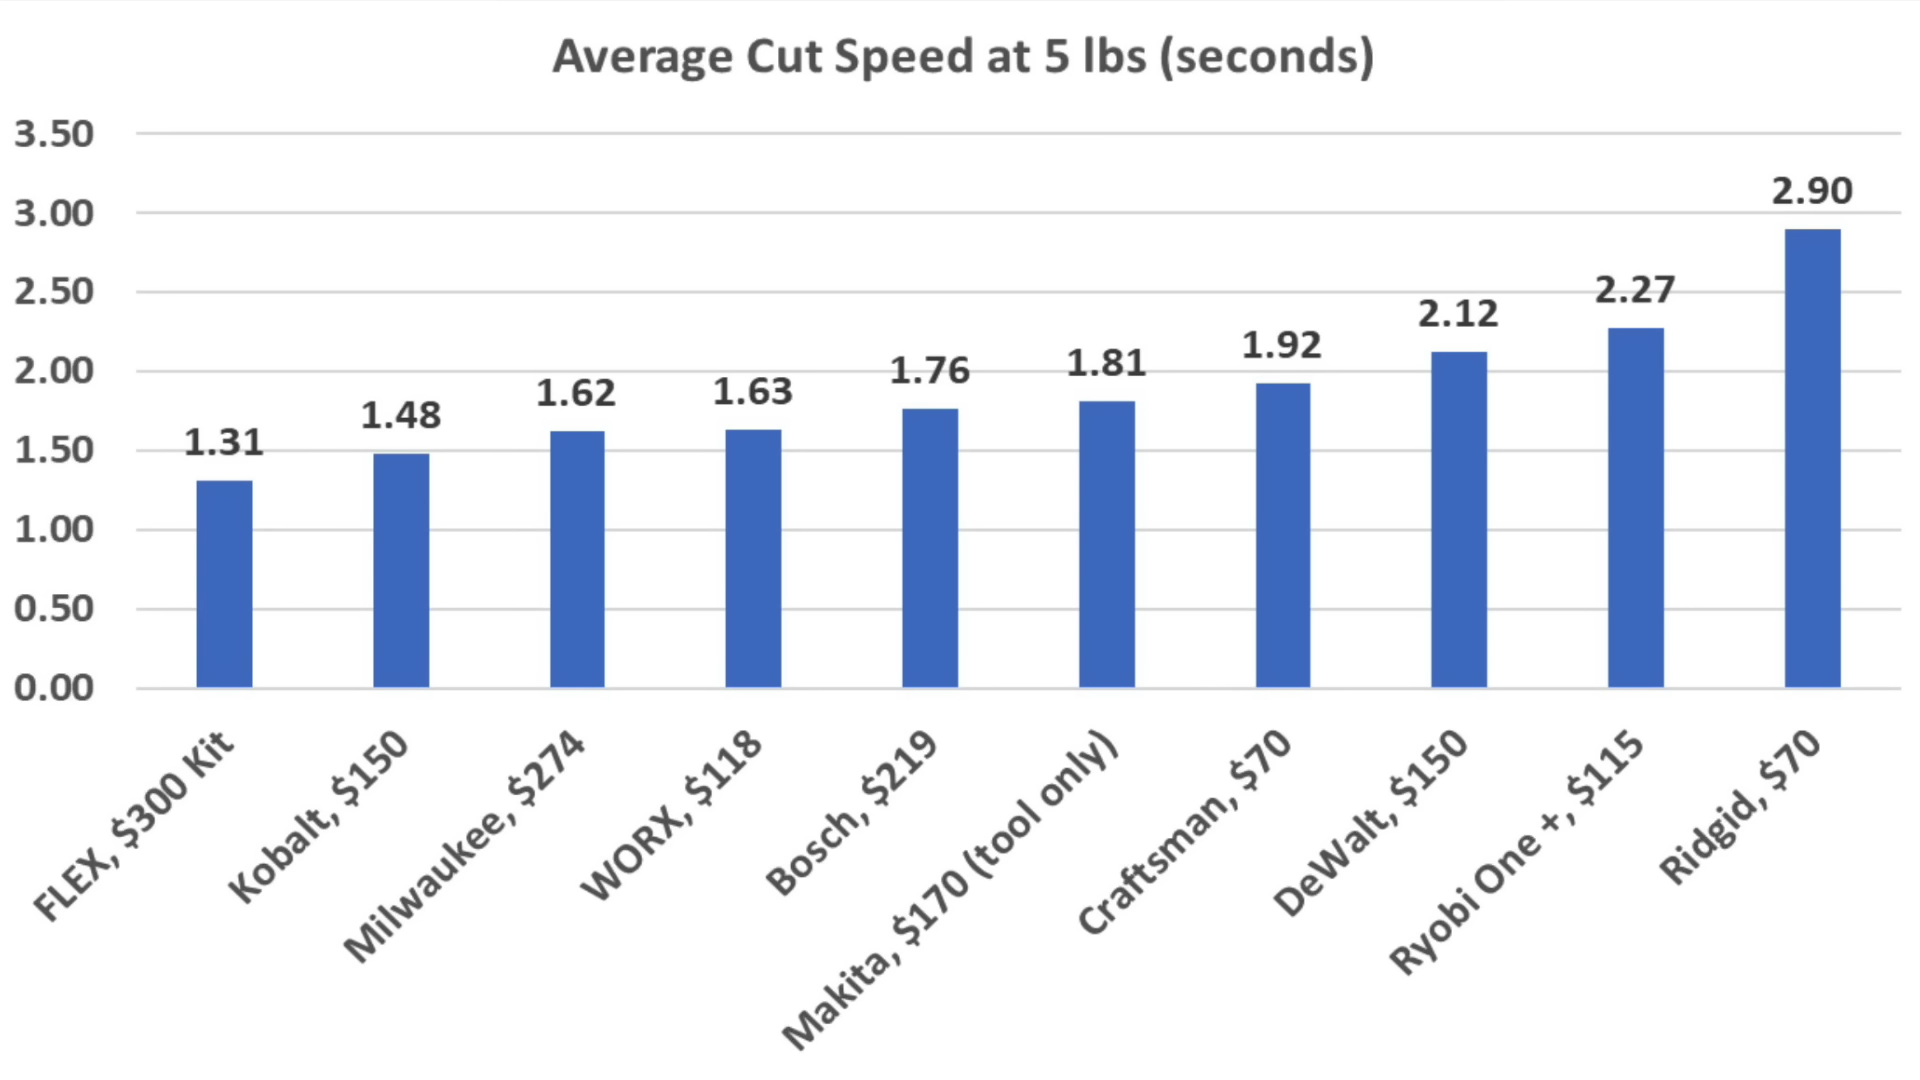 Average Cut Speed at 5 lbs (seconds)
3.50
3.00
2.50
2.00
1.50
1.00
0.50
0.00
1.31
1.48
1.62
1.63
1.76
1.81
1.92
2.12
2.27
2.90
FLEX, $300 Kit
Kobalt, $150
Milwaukee, $274
WORX, $118
Bosch, $219
Makita, $170 (tool only)
Craftsman, $70
DeWalt, $150
Ryobi One +, $115
Ridgid, $70